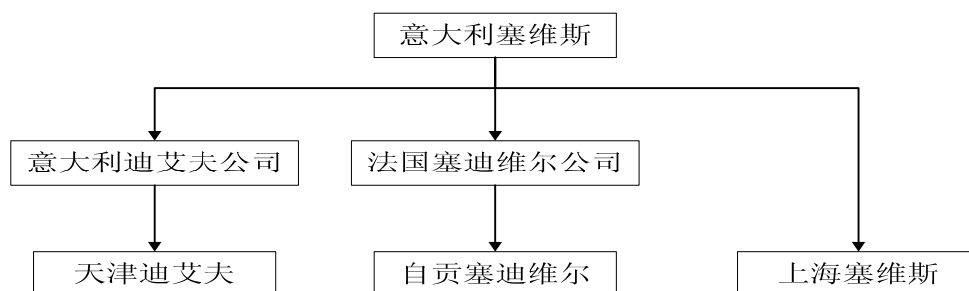 意大利塞维斯
意大利迪艾夫公司
法国塞迪维尔公司
天津迪艾夫
自贡塞迪维尔
上海塞维斯